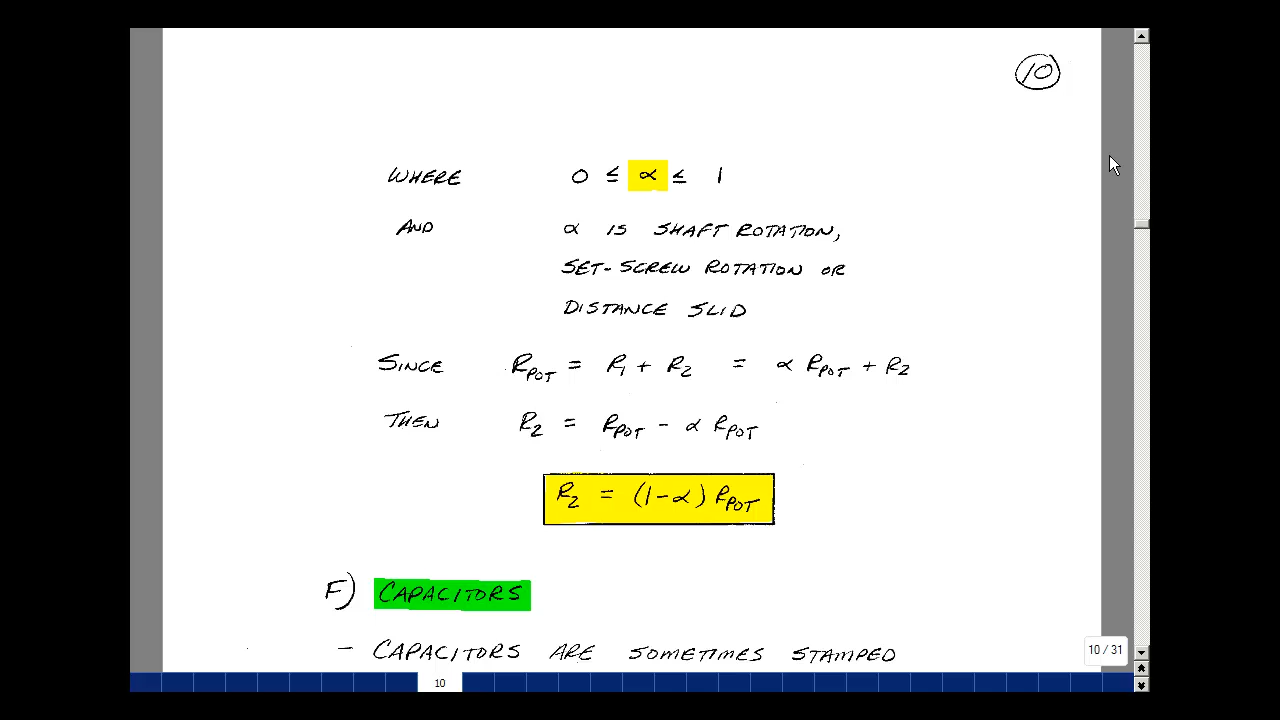 10
WHERE 0 ≤ α ≤ 1
AND α IS SHAFT ROTATION,
SET-SCREW ROTATION OR
DISTANCE SLID
SINCE R_POT = R_1 + R_2 = α R_POT + R_2
THEN R_2 = R_POT - α R_POT
R_2 = (1-α) R_POT
F) CAPACITORS
- CAPACITORS ARE SOMETIMES STAMPED
10 / 31
10